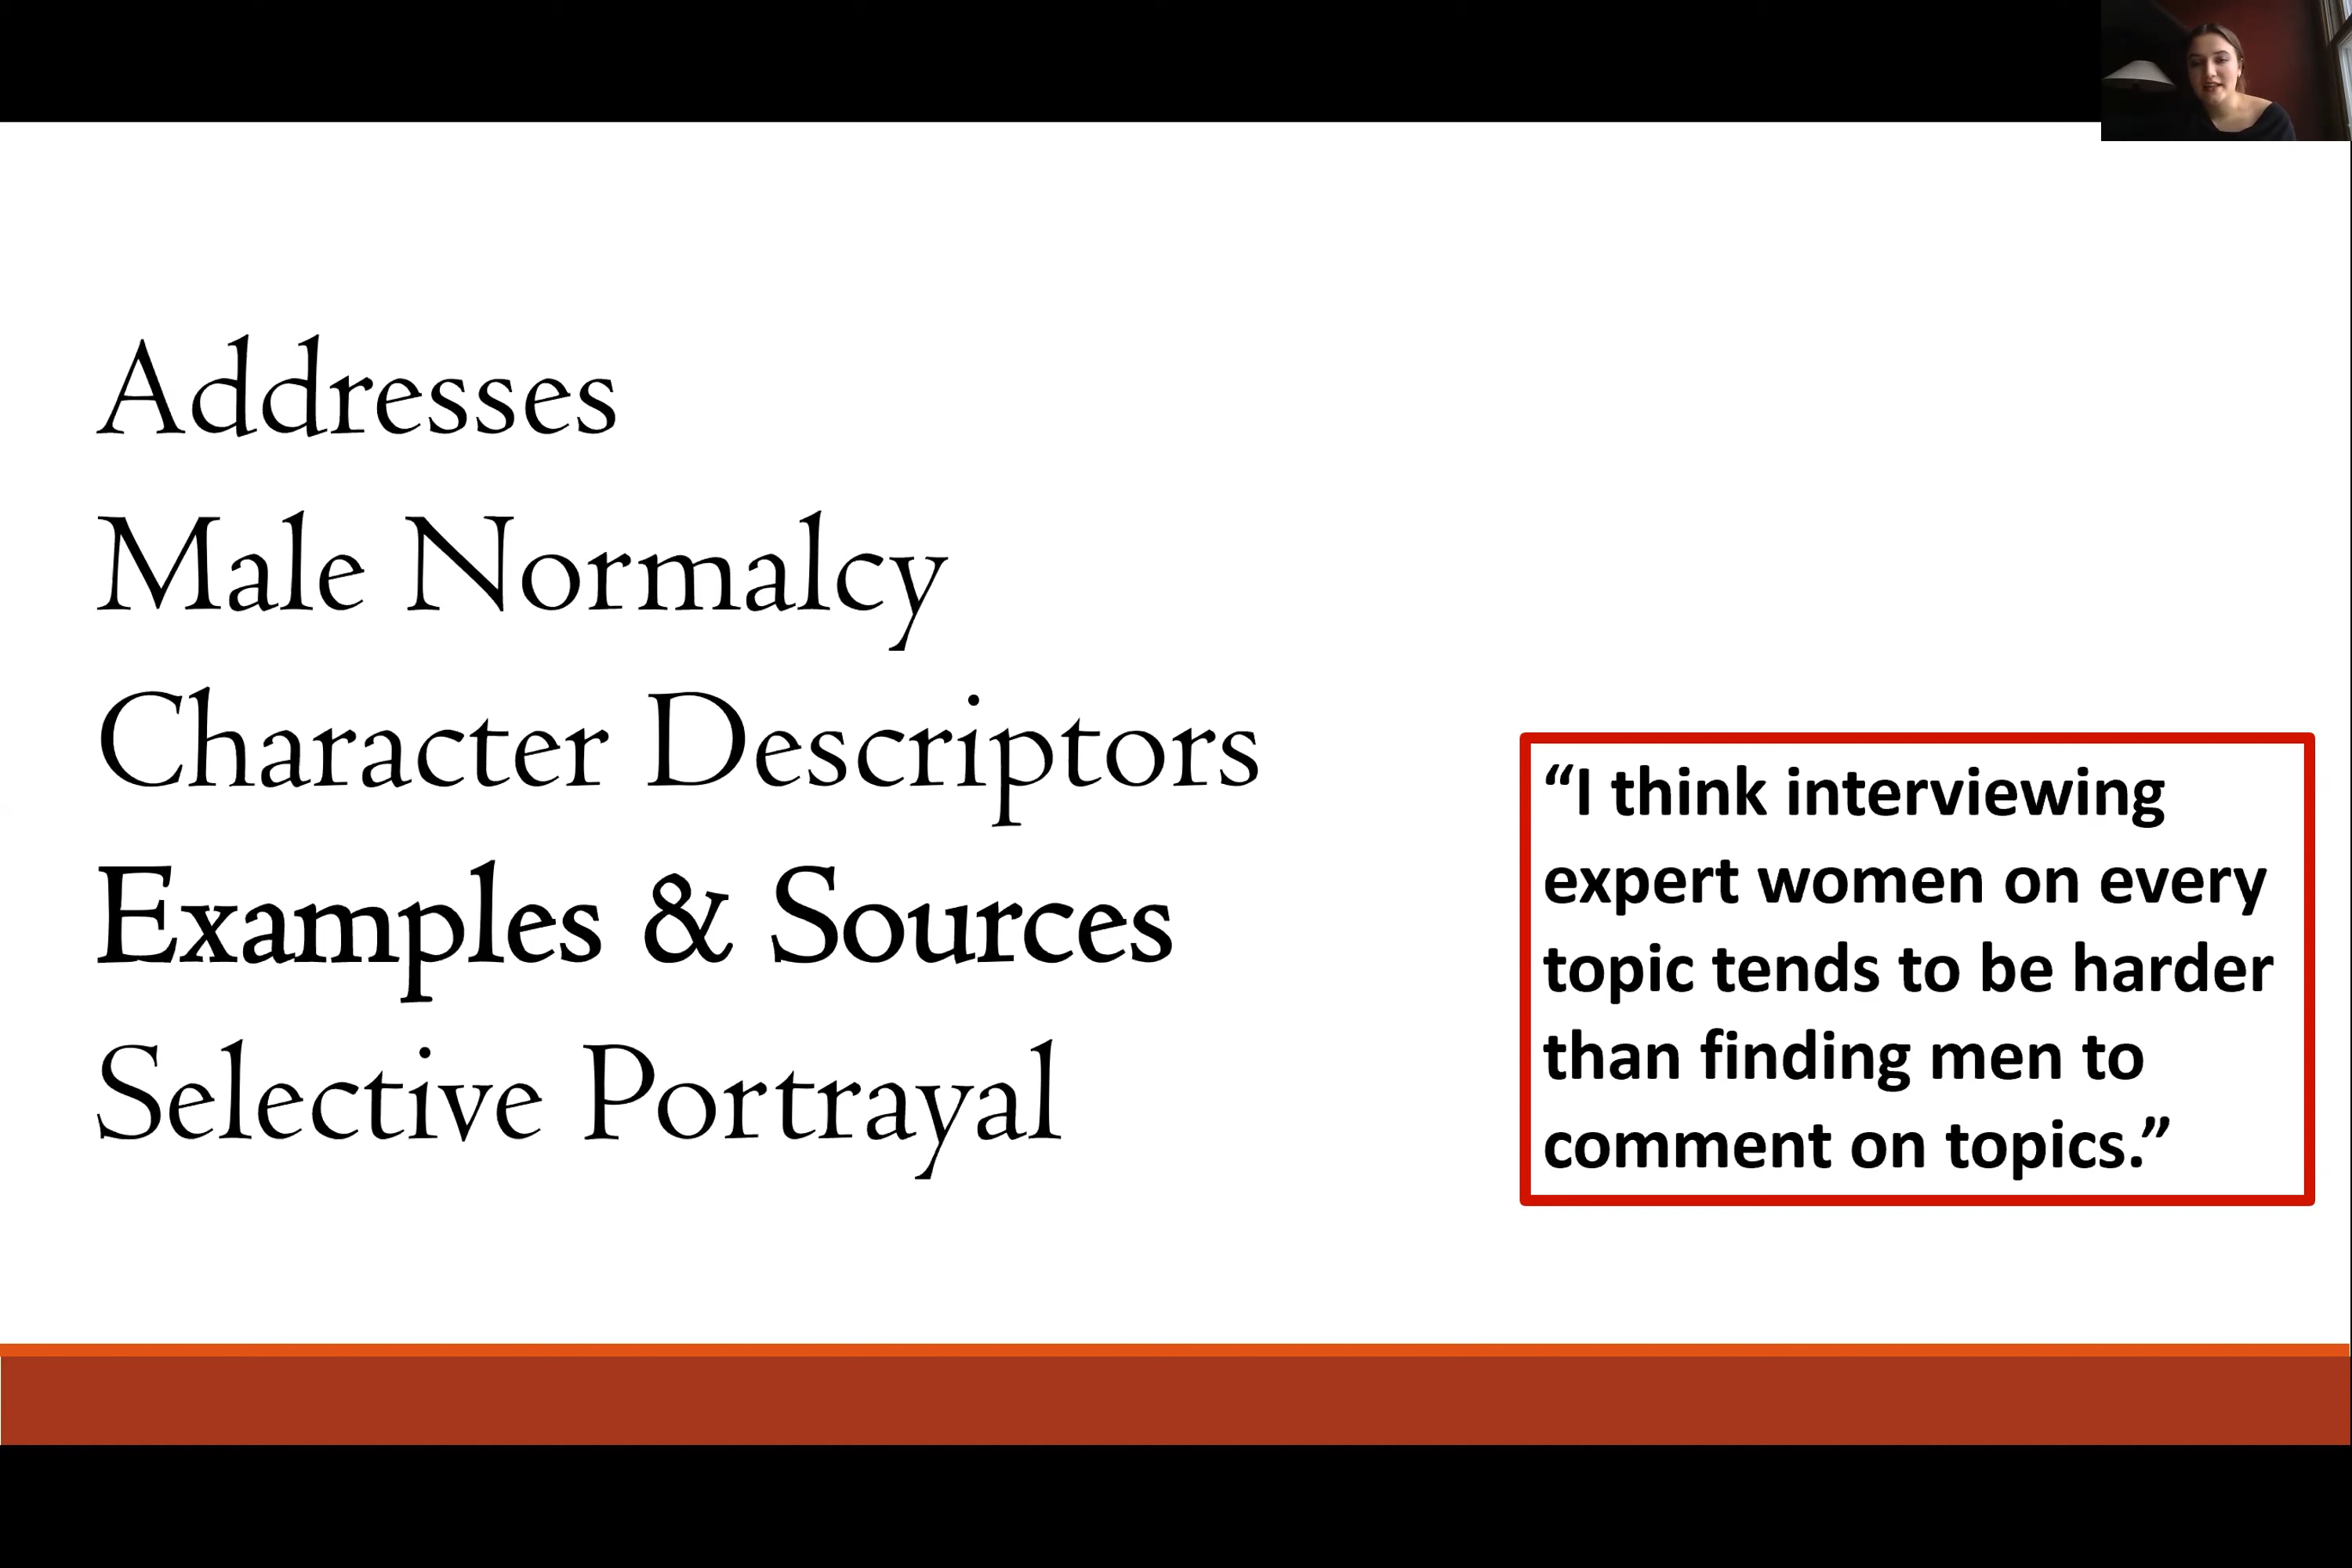 Addresses
Male Normalcy
Character Descriptors
Examples & Sources
Selective Portrayal
“I think interviewing
expert women on every
topic tends to be harder
than finding men to
comment on topics.”